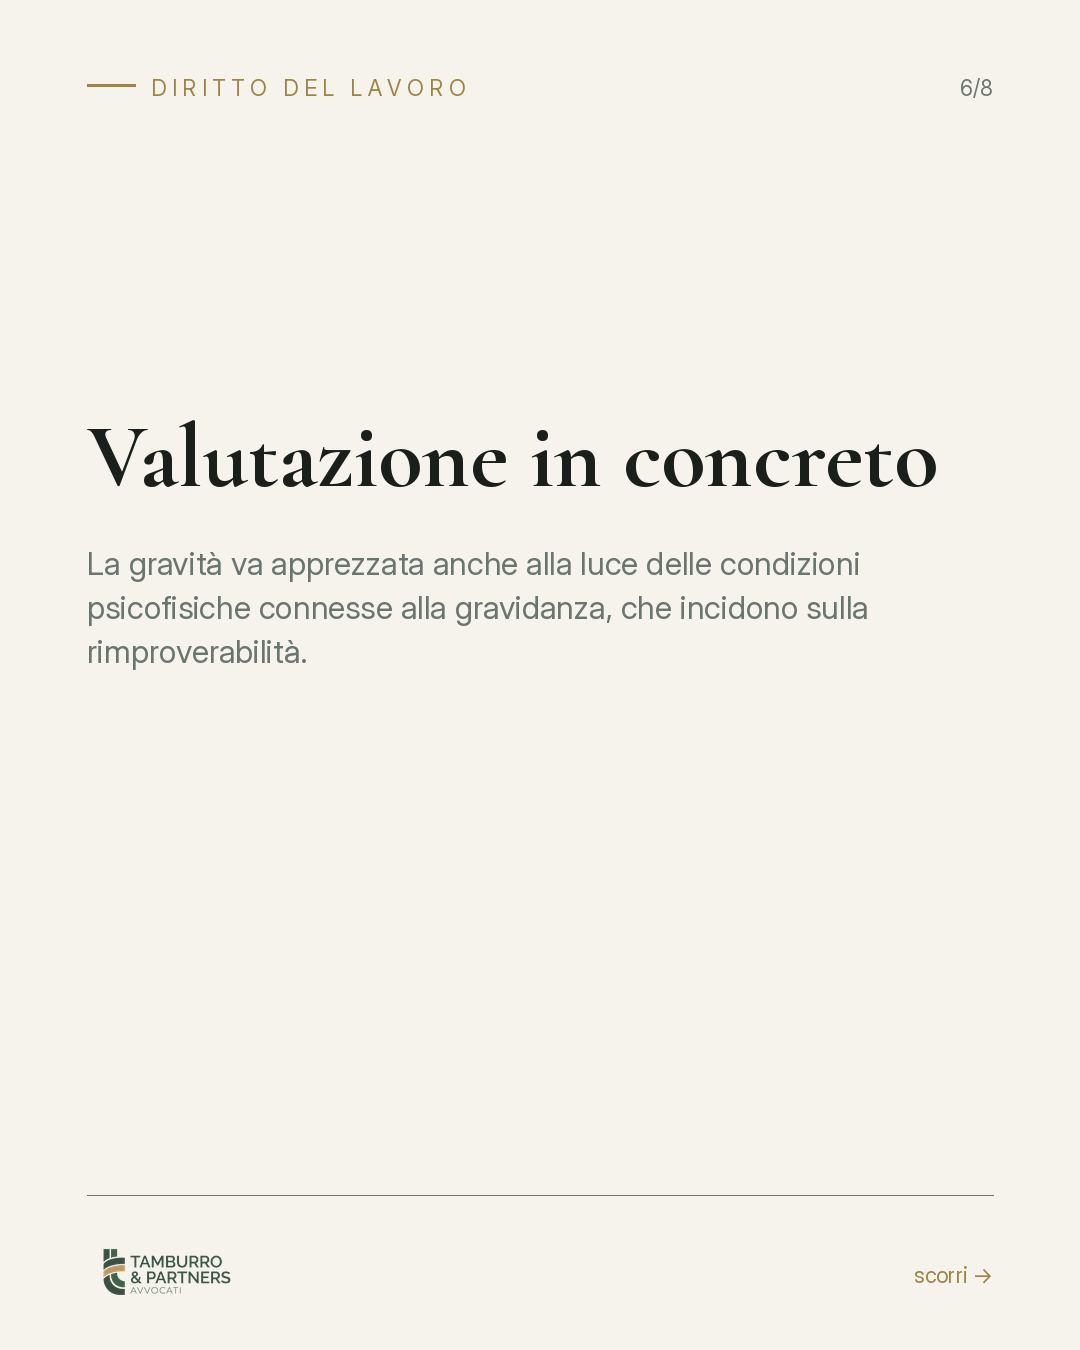 DIRITTO DEL LAVORO
6/8
Valutazione in concreto
La gravità va apprezzata anche alla luce delle condizioni
psicofisiche connesse alla gravidanza, che incidono sulla
rimproverabilità.
TAMBURRO
& PARTNERS
AVVOCATI
scorri →